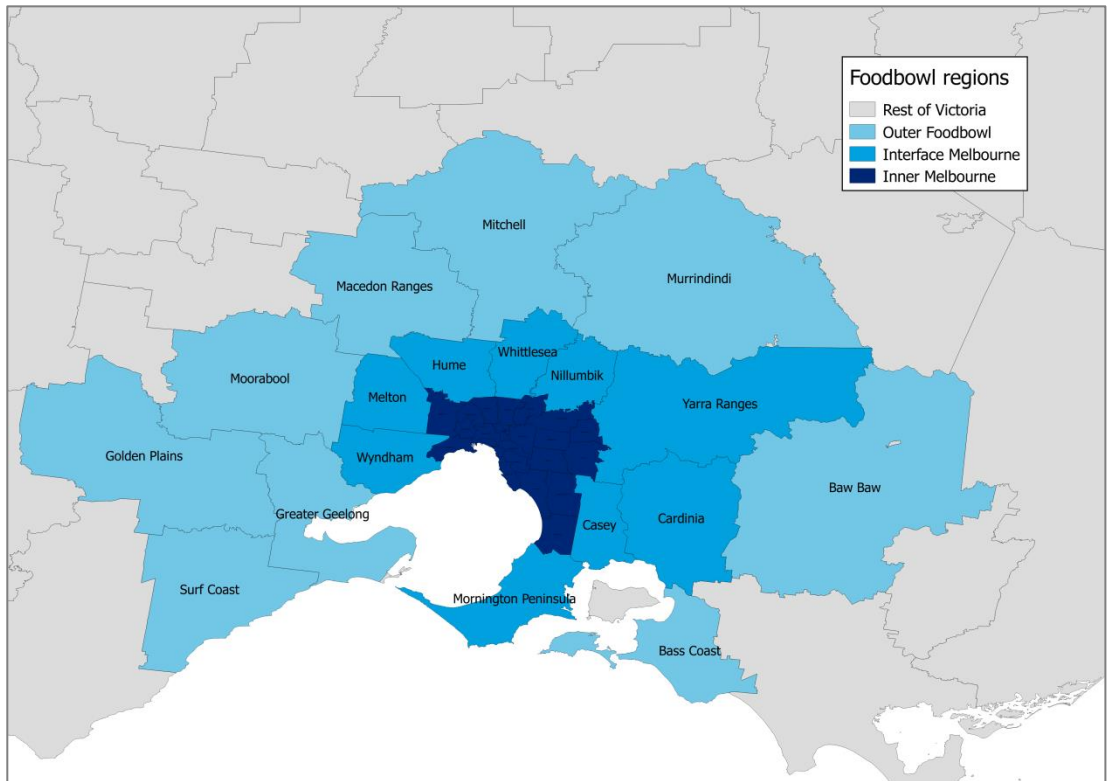 Foodbowl regions
Rest of Victoria
Outer Foodbowl
Interface Melbourne
Inner Melbourne
Mitchell
Murrindindi
Macedon Ranges
Whittlesea
Hume
Nillumbik
Moorabool
Melton
Yarra Ranges
Golden Plains
Wyndham
Baw Baw
Greater Geelong
Casey
Cardinia
Surf Coast
Mornington Peninsula
Bass Coast